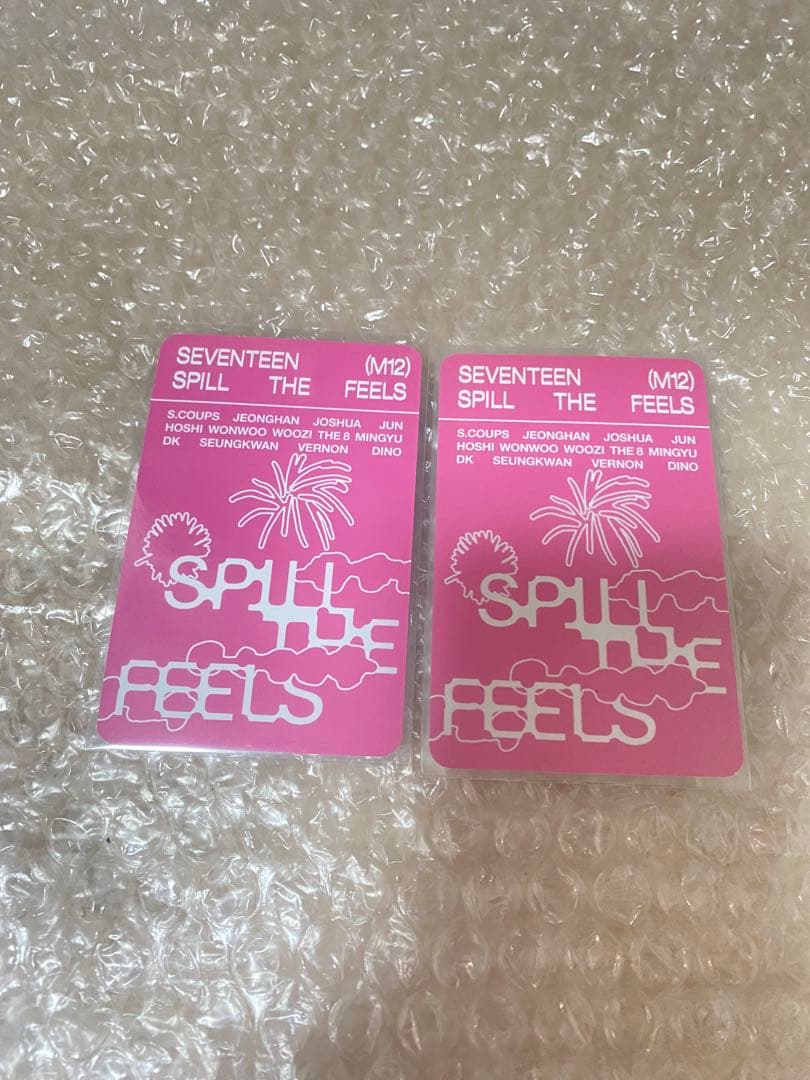 SEVENTEEN (M12)
SPILL THE FEELS
S.COUPS JEONGHAN JOSHUA JUN
HOSHI WONWOO WOOZI THE 8 MINGYU
DK SEUNGKWAN VERNON DINO
SPILL
THE
FEELS
SEVENTEEN (M12)
SPILL THE FEELS
S.COUPS JEONGHAN JOSHUA JUN
HOSHI WONWOO WOOZI THE 8 MINGYU
DK SEUNGKWAN VERNON DINO
SPILL
THE
FEELS